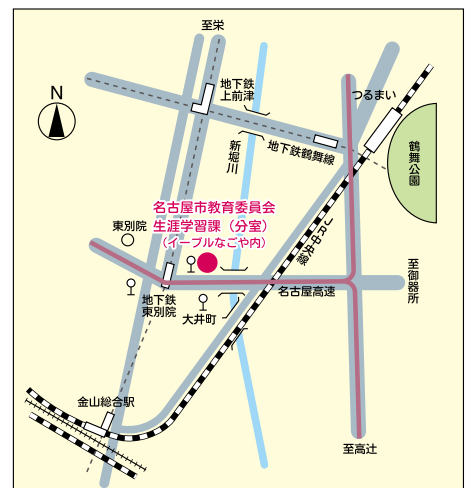 至栄
地下鉄
上前津
つるまい
N
新堀川
地下鉄鶴舞線
鶴舞公園
名古屋市教育委員会
生涯学習課（分室）
（イーブルなごや内）
東別院
JR中央線
至御器所
名古屋高速
地下鉄
東別院
大井町
金山総合駅
至高辻